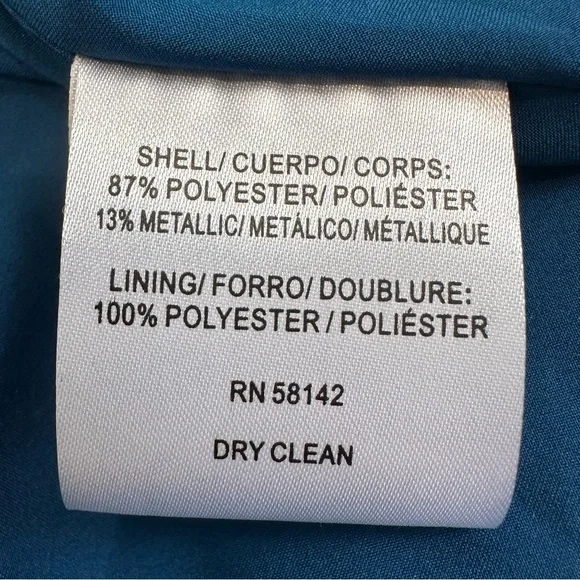 SHELL/ CUERPO/ CORPS:
87% POLYESTER/ POLIÉSTER
13% METALLIC/ METÁLICO/ MÉTALLIQUE
LINING/ FORRO/ DOUBLURE:
100% POLYESTER / POLIÉSTER
RN 58142
DRY CLEAN